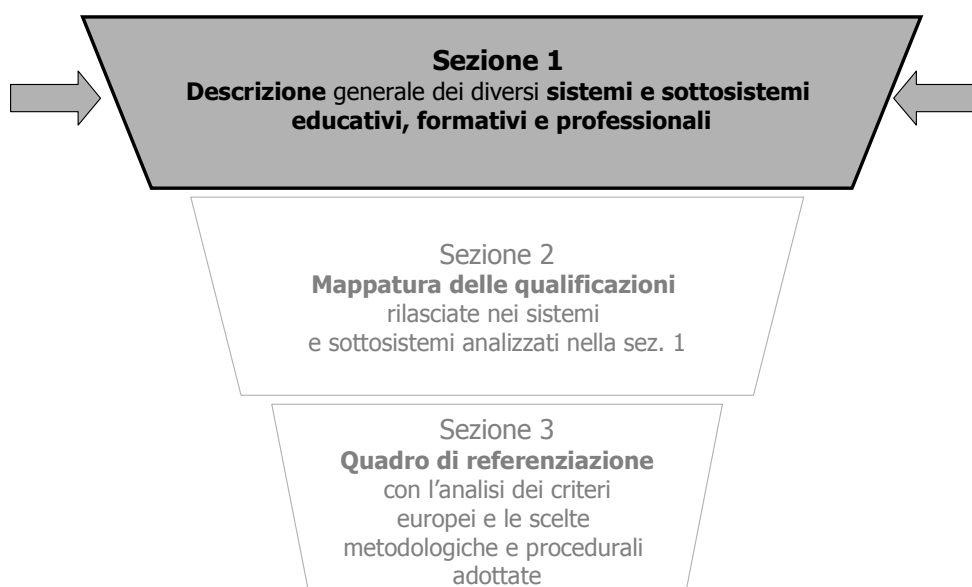 Sezione 1
Descrizione generale dei diversi sistemi e sottosistemi
educativi, formativi e professionali
Sezione 2
Mappatura delle qualificazioni
rilasciate nei sistemi
e sottosistemi analizzati nella sez. 1
Sezione 3
Quadro di referenziazione
con l’analisi dei criteri
europei e le scelte
metodologiche e procedurali
adottate